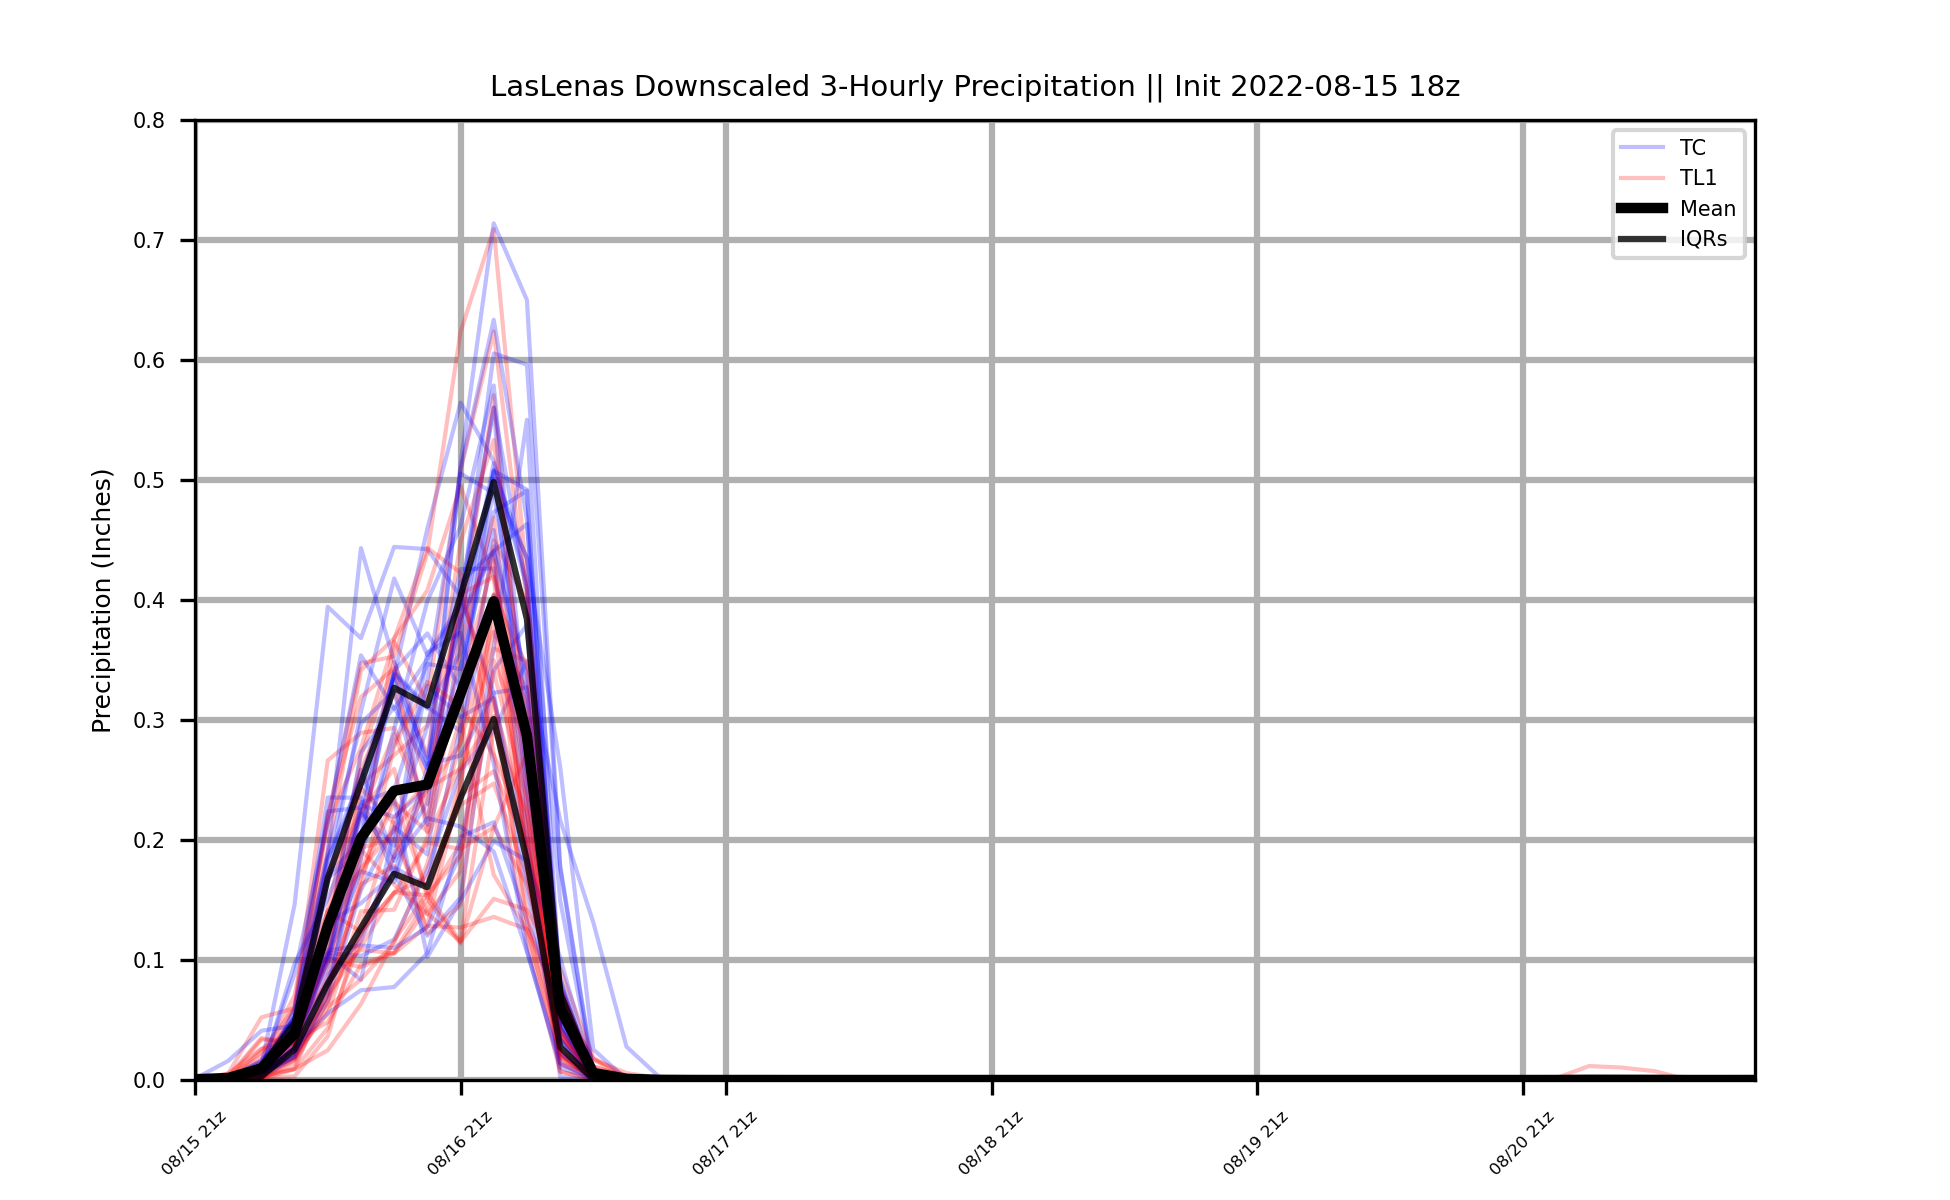 LasLenas Downscaled 3-Hourly Precipitation || Init 2022-08-15 18z
TC
TL1
Mean
IQRs
Precipitation (Inches)
0.8
0.7
0.6
0.5
0.4
0.3
0.2
0.1
0.0
08/15 21z
08/16 21z
08/17 21z
08/18 21z
08/19 21z
08/20 21z